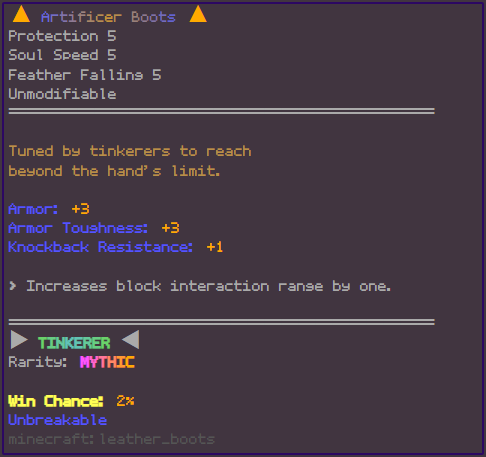 Artificer Boots
Protection 5
Soul Speed 5
Feather Falling 5
Unmodifiable
Tuned by tinkerers to reach
beyond the hand's limit.
Armor: +3
Armor Toughness: +3
Knockback Resistance: +1
> Increases block interaction range by one.
TINKERER
Rarity: MYTHIC
Win Chance: 2%
Unbreakable
minecraft:leather_boots